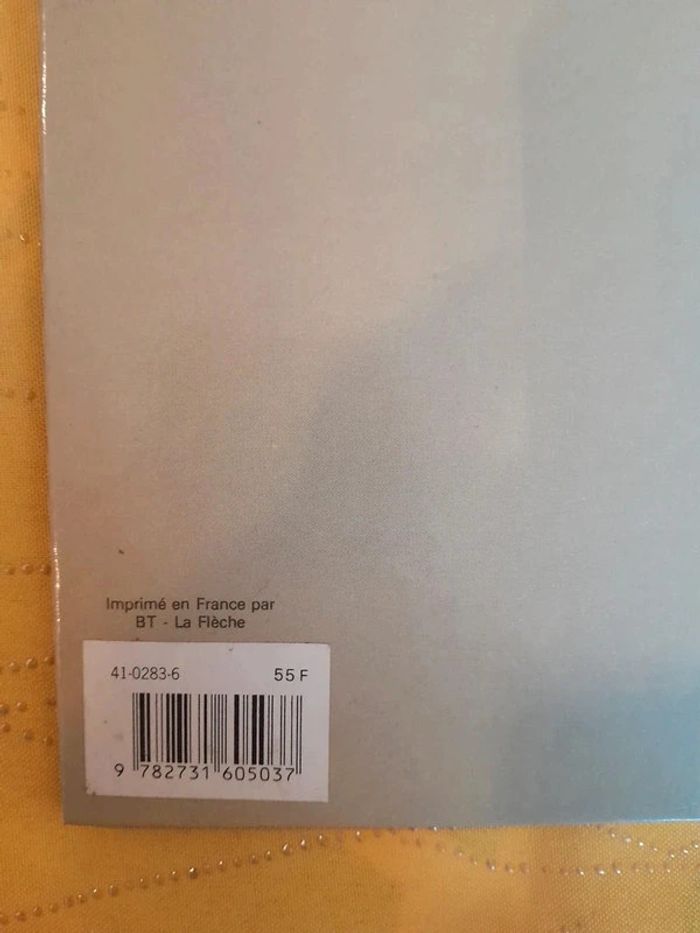 Imprimé en France par
BT - La Flèche
41-0283-6 55 F
9 782731 605037